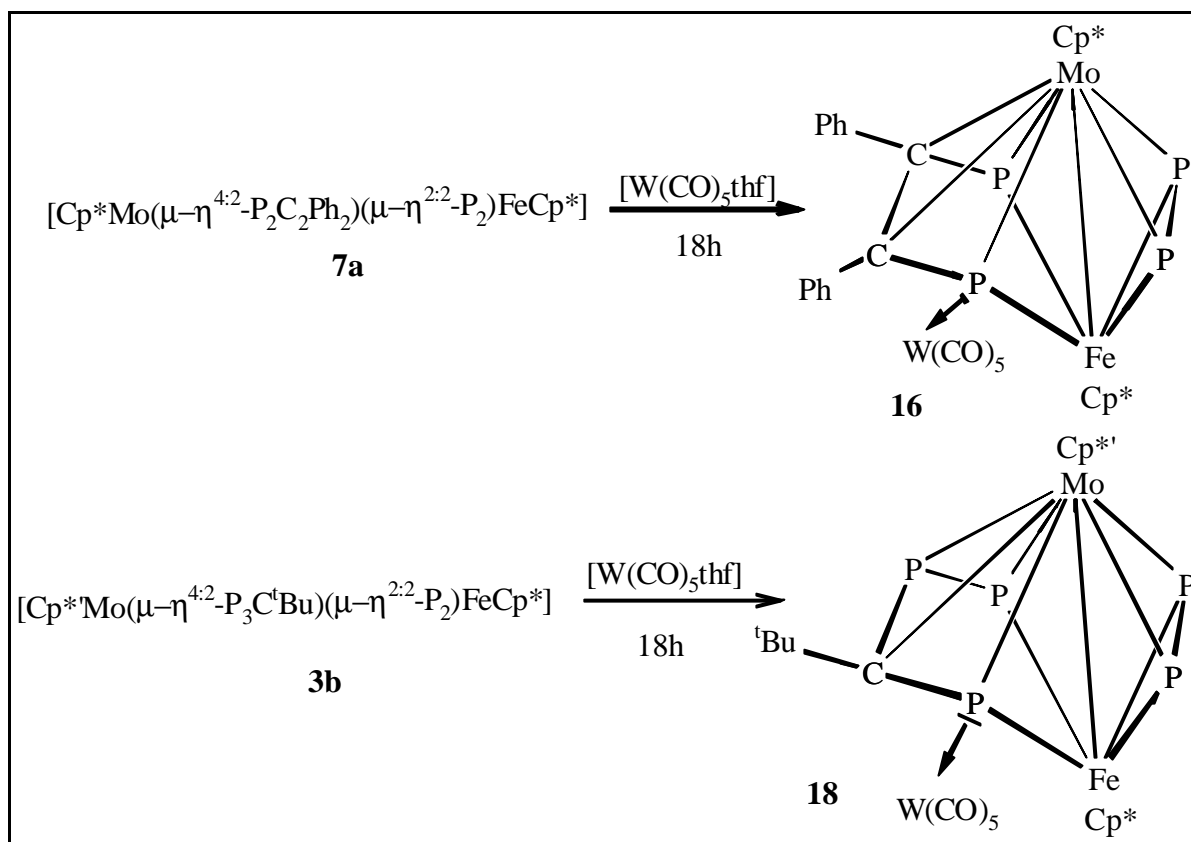 Cp*
Mo
Ph
C
P
P
[Cp*Mo(μ–η4:2-P2C2Ph2)(μ–η2:2-P2)FeCp*]
[W(CO)5thf]
18h
7a
C
P
P
Ph
W(CO)5
Fe
Cp*
16
Cp*'
Mo
P
P
P
[Cp*'Mo(μ–η4:2-P3CtBu)(μ–η2:2-P2)FeCp*]
[W(CO)5thf]
18h
3b
tBu
C
P
P
W(CO)5
Fe
Cp*
18